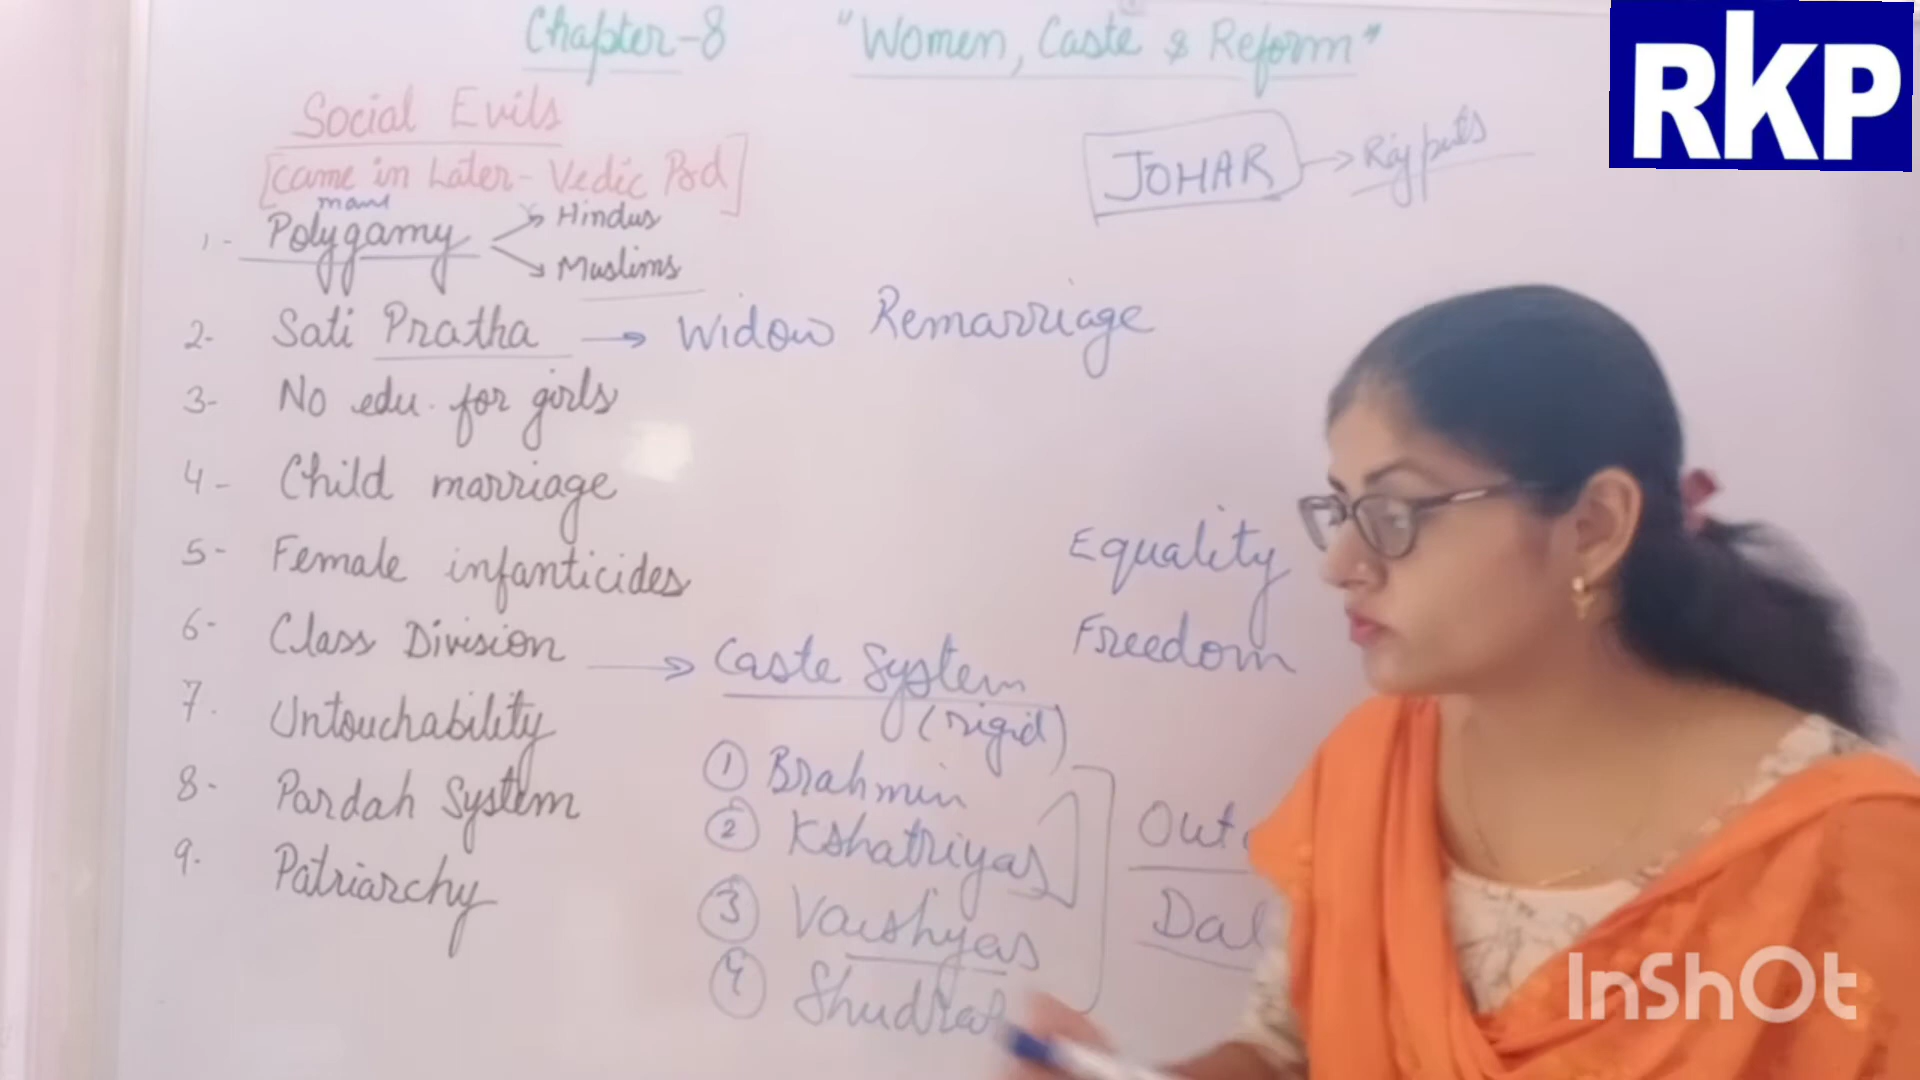 Chapter-8 "Women, Caste & Reform"
RKP
Social Evils
[Came in Later-Vedic Pod]
JOHAR → Rajputs
many
1- Polygamy → Hindus
→ Muslims
2- Sati Pratha → Widow Remarriage
3- No edu. for girls
4- Child marriage
5- Female infanticides
Equality
Freedom
6- Class Division → Caste System
(rigid)
7. Untouchability
① Brahmin
8- Pardah System
② Kshatriyas
Out
9. Patriarchy
③ Vaishyas
Dal
④ Shudras
InShOt